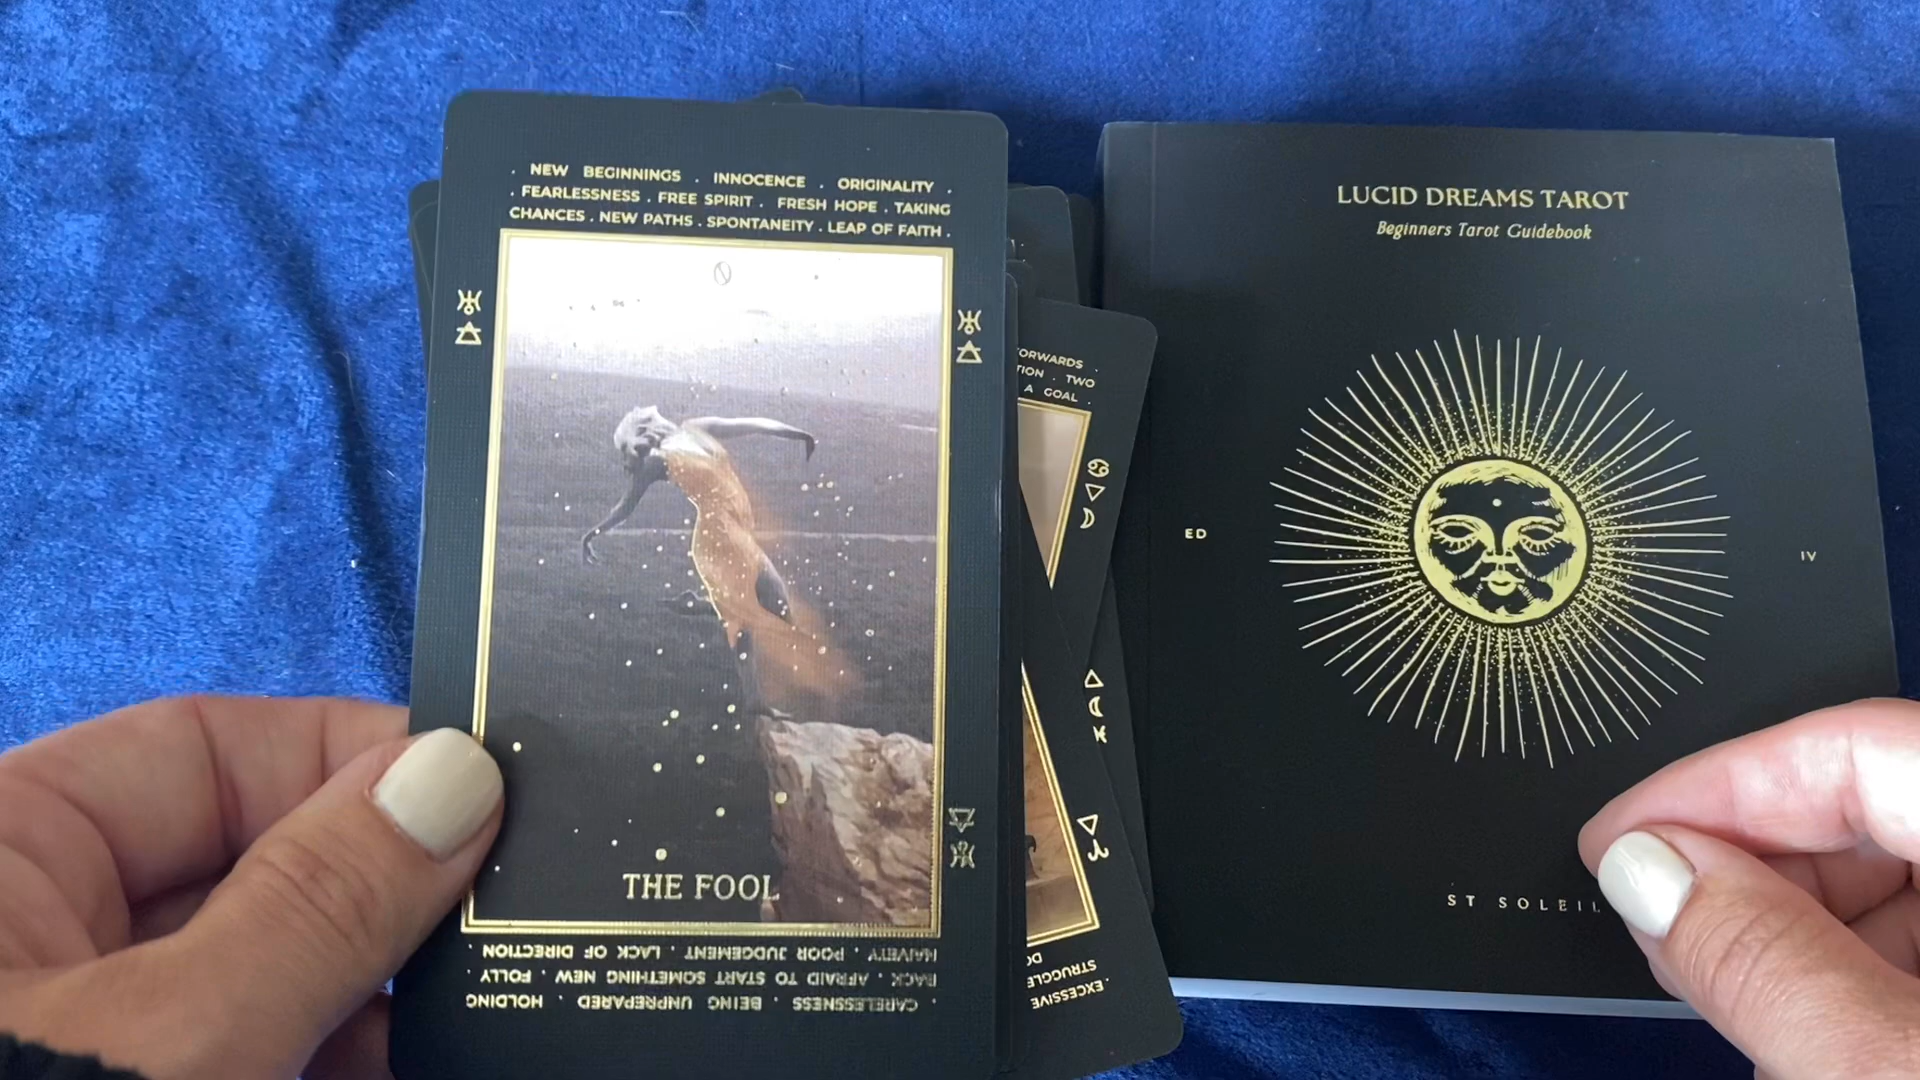 . NEW BEGINNINGS . INNOCENCE . ORIGINALITY .
. FEARLESSNESS . FREE SPIRIT . FRESH HOPE . TAKING
CHANCES . NEW PATHS . SPONTANEITY . LEAP OF FAITH .
THE FOOL
. CARELESSNESS . BEING UNPREPARED . HOLDING
BACK . AFRAID TO START SOMETHING NEW . FOLLY .
NAIVETY . POOR JUDGEMENT . LACK OF DIRECTION .
ORWARDS .
TION . TWO
A GOAL .
. EXCESSIVE
STRUGGLE
DO
LUCID DREAMS TAROT
Beginners Tarot Guidebook
ED
IV
ST SOLEIL